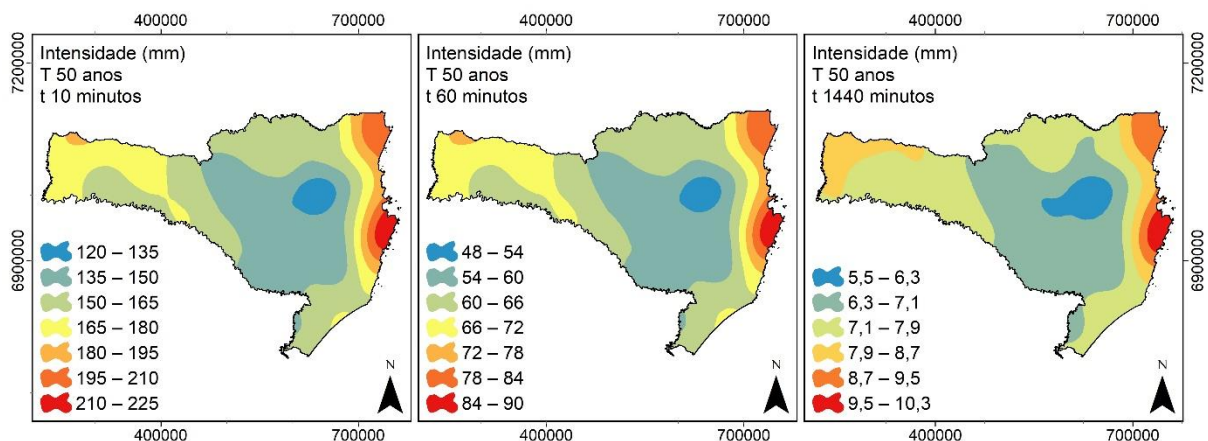 400000 700000 400000 700000 400000 700000
7200000
Intensidade (mm)
T 50 anos
t 10 minutos
6900000
120 – 135
135 – 150
150 – 165
165 – 180
180 – 195
195 – 210
210 – 225
N
Intensidade (mm)
T 50 anos
t 60 minutos
48 – 54
54 – 60
60 – 66
66 – 72
72 – 78
78 – 84
84 – 90
N
Intensidade (mm)
T 50 anos
t 1440 minutos
5,5 – 6,3
6,3 – 7,1
7,1 – 7,9
7,9 – 8,7
8,7 – 9,5
9,5 – 10,3
N
7200000
6900000
400000 700000 400000 700000 400000 700000